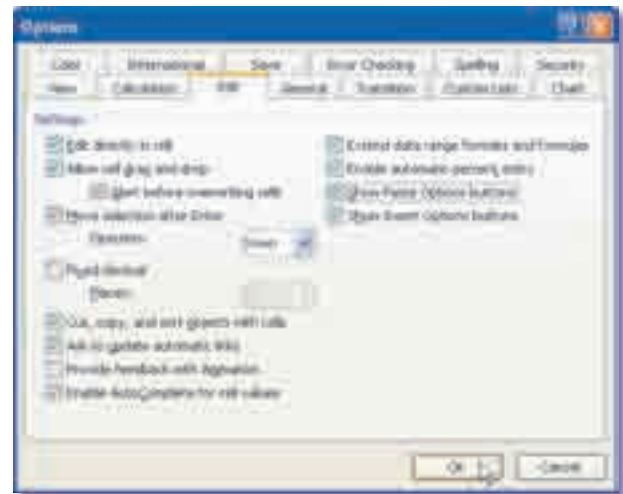 Options
Color International Save Error Checking Spelling Security
View Calculation Edit General Transition Custom Lists Chart
Settings
Edit directly in cell
Allow cell drag and drop
Alert before overwriting cells
Move selection after Enter
Direction: Down
Fixed decimal
Places:
Cut, copy, and sort objects with cells
Ask to update automatic links
Provide feedback with Animation
Enable AutoComplete for cell values
Extend data range formats and formulas
Enable automatic percent entry
Show Paste Options buttons
Show Insert Options buttons
OK Cancel